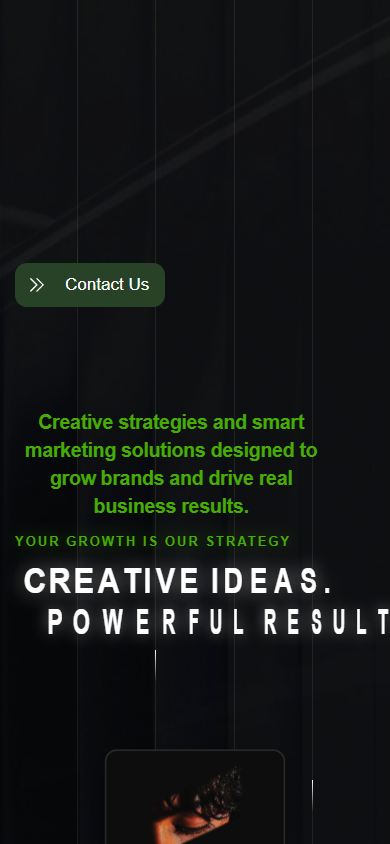 Contact Us
Creative strategies and smart
marketing solutions designed to
grow brands and drive real
business results.
YOUR GROWTH IS OUR STRATEGY
CREATIVE IDEAS.
POWERFUL RESULT